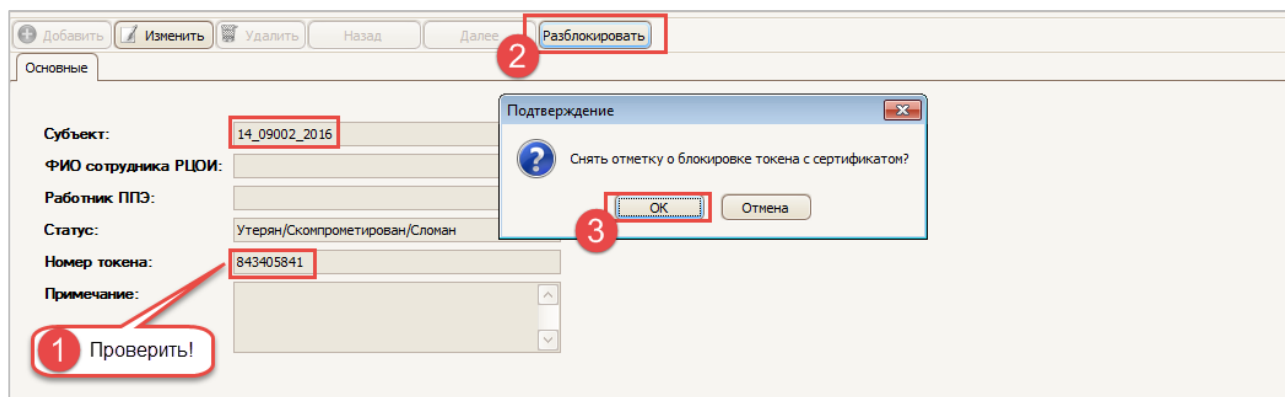 Добавить Изменить Удалить Назад Далее Разблокировать
2
Основные
Подтверждение
Субъект: 14_09002_2016
Снять отметку о блокировке токена с сертификатом?
ФИО сотрудника РЦОИ:
Работник ППЭ:
ОК Отмена
3
Статус: Утерян/Скомпрометирован/Сломан
Номер токена: 843405841
Примечание:
1 Проверить!